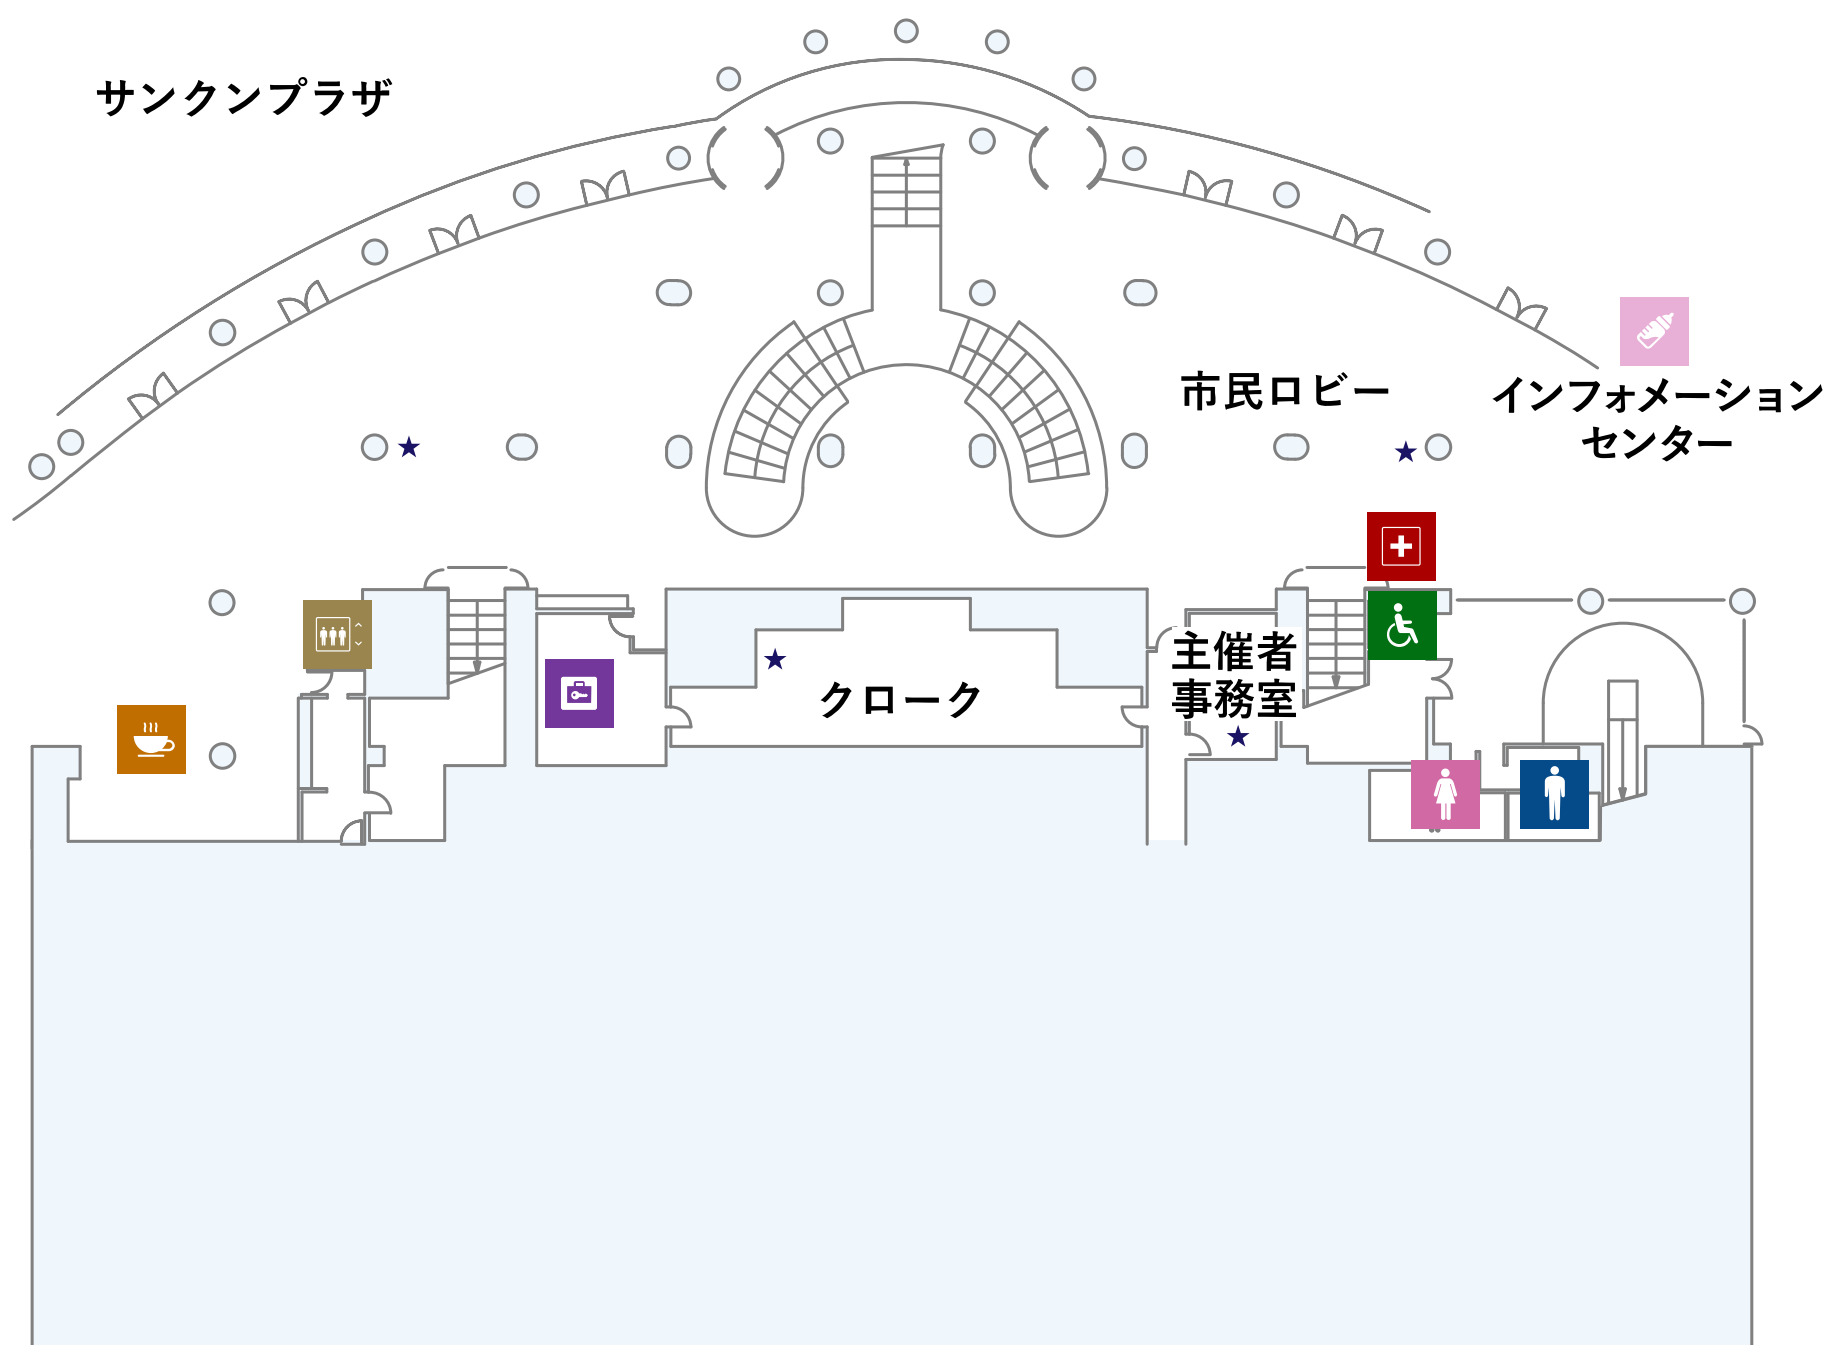 サンクンプラザ
市民ロビー
インフォメーション
センター
主催者
事務室
クローク